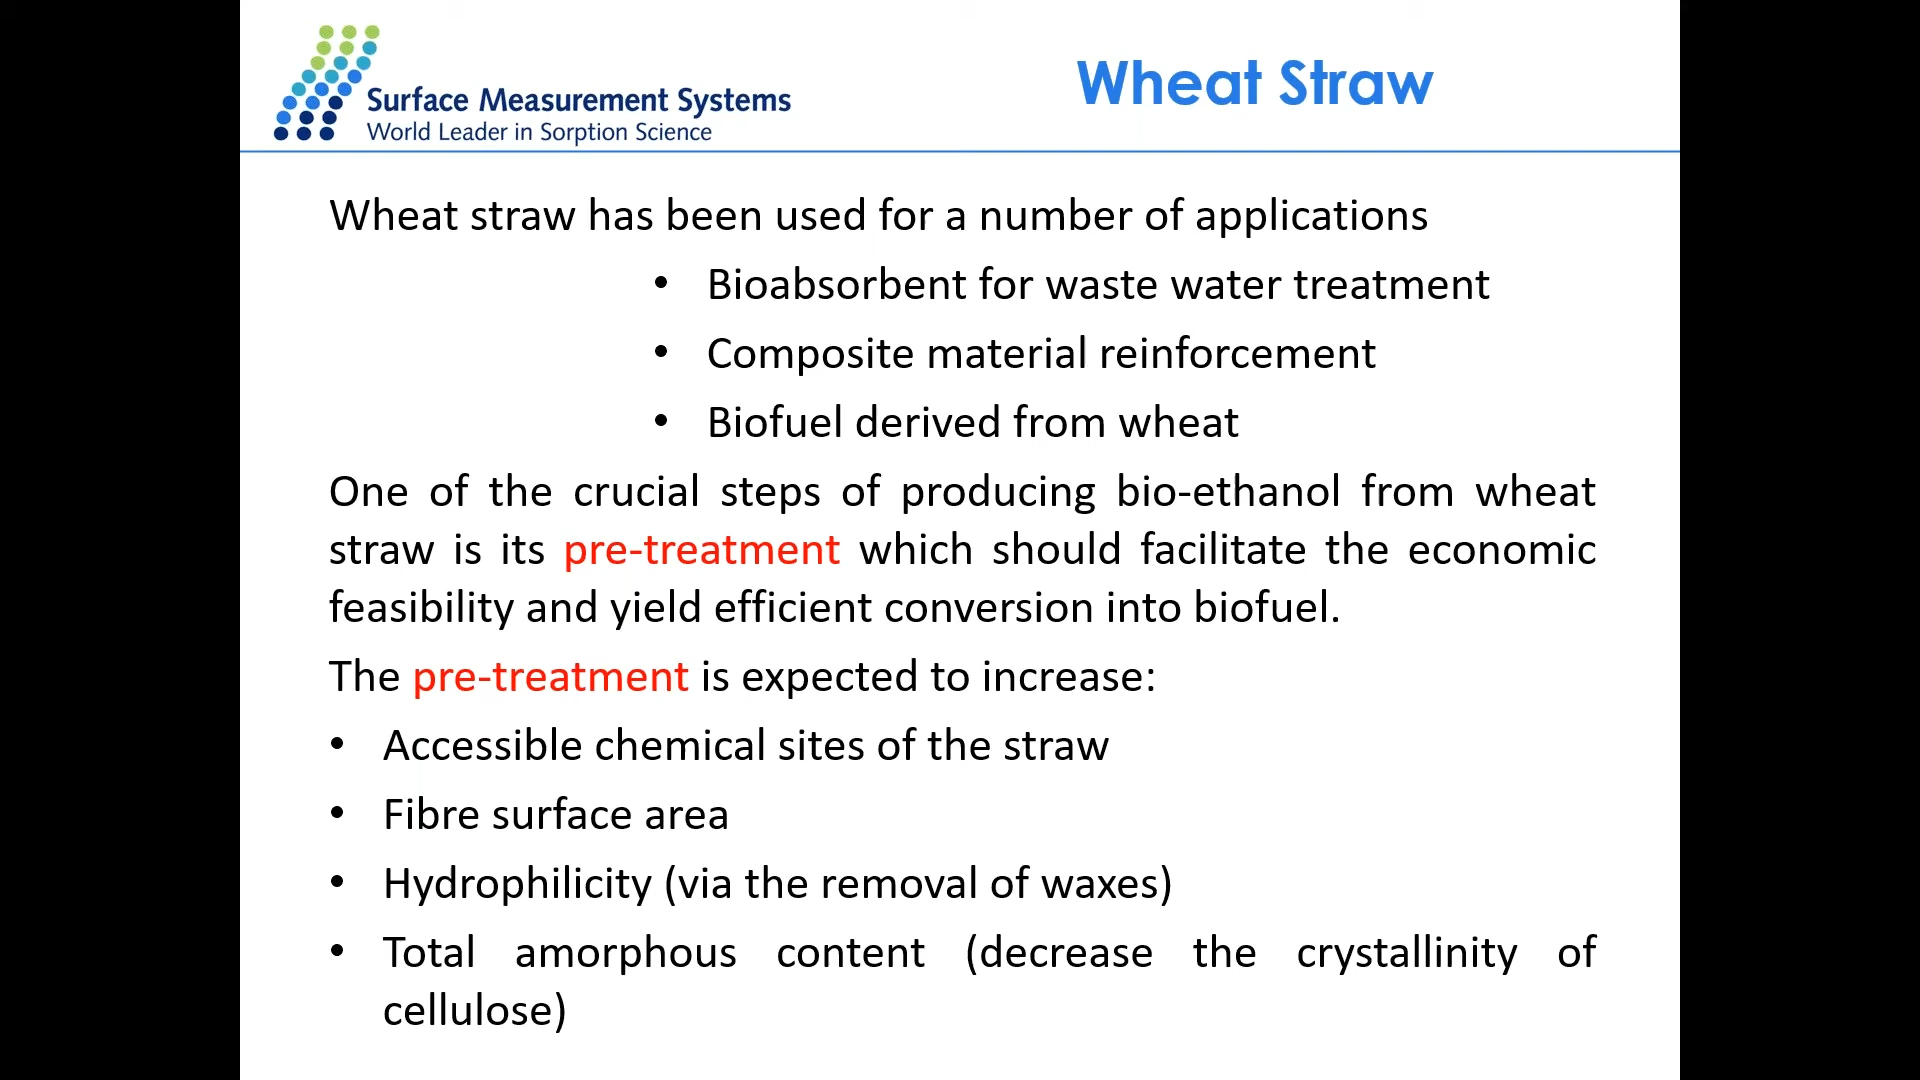 Surface Measurement Systems
World Leader in Sorption Science
Wheat Straw
Wheat straw has been used for a number of applications
• Bioabsorbent for waste water treatment
• Composite material reinforcement
• Biofuel derived from wheat
One of the crucial steps of producing bio-ethanol from wheat
straw is its pre-treatment which should facilitate the economic
feasibility and yield efficient conversion into biofuel.
The pre-treatment is expected to increase:
• Accessible chemical sites of the straw
• Fibre surface area
• Hydrophilicity (via the removal of waxes)
• Total amorphous content (decrease the crystallinity of
cellulose)